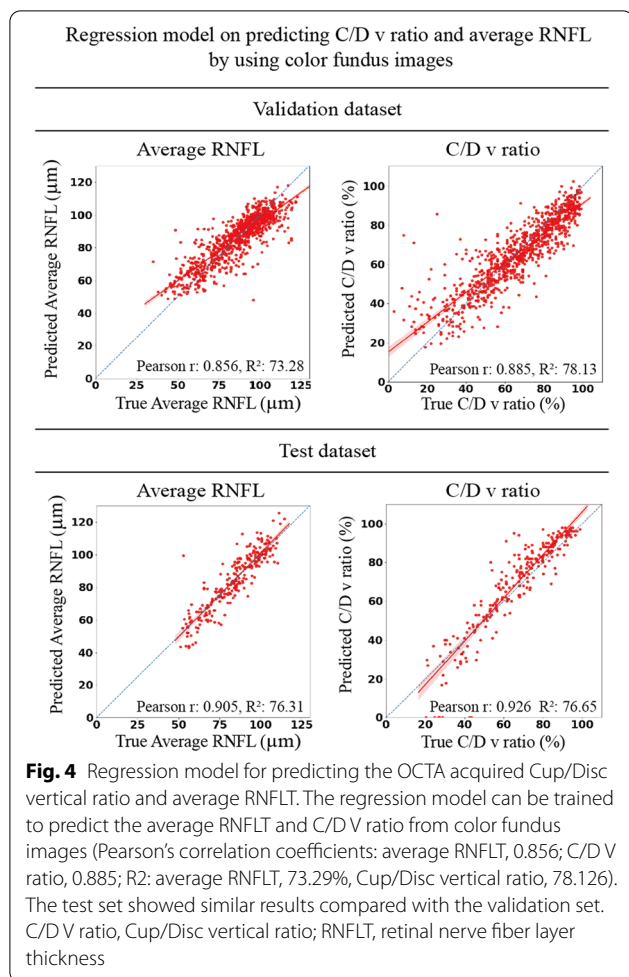 Regression model on predicting C/D v ratio and average RNFL
by using color fundus images
Validation dataset
Average RNFL
Predicted Average RNFL (μm)
120
100
80
60
40
20
0
0 25 50 75 100 125
Pearson r: 0.856, R²: 73.28
True Average RNFL (μm)
C/D v ratio
Predicted C/D v ratio (%)
100
80
60
40
20
0
0 20 40 60 80 100
Pearson r: 0.885, R²: 78.13
True C/D v ratio (%)
Test dataset
Average RNFL
Predicted Average RNFL (μm)
120
100
80
60
40
20
0
0 25 50 75 100 125
Pearson r: 0.905, R²: 76.31
True Average RNFL (μm)
C/D v ratio
Predicted C/D v ratio (%)
100
80
60
40
20
0
0 20 40 60 80 100
Pearson r: 0.926 R²: 76.65
True C/D v ratio (%)
Fig. 4 Regression model for predicting the OCTA acquired Cup/Disc
vertical ratio and average RNFLT. The regression model can be trained
to predict the average RNFLT and C/D V ratio from color fundus
images (Pearson's correlation coefficients: average RNFLT, 0.856; C/D V
ratio, 0.885; R2: average RNFLT, 73.29%, Cup/Disc vertical ratio, 78.126).
The test set showed similar results compared with the validation set.
C/D V ratio, Cup/Disc vertical ratio; RNFLT, retinal nerve fiber layer
thickness